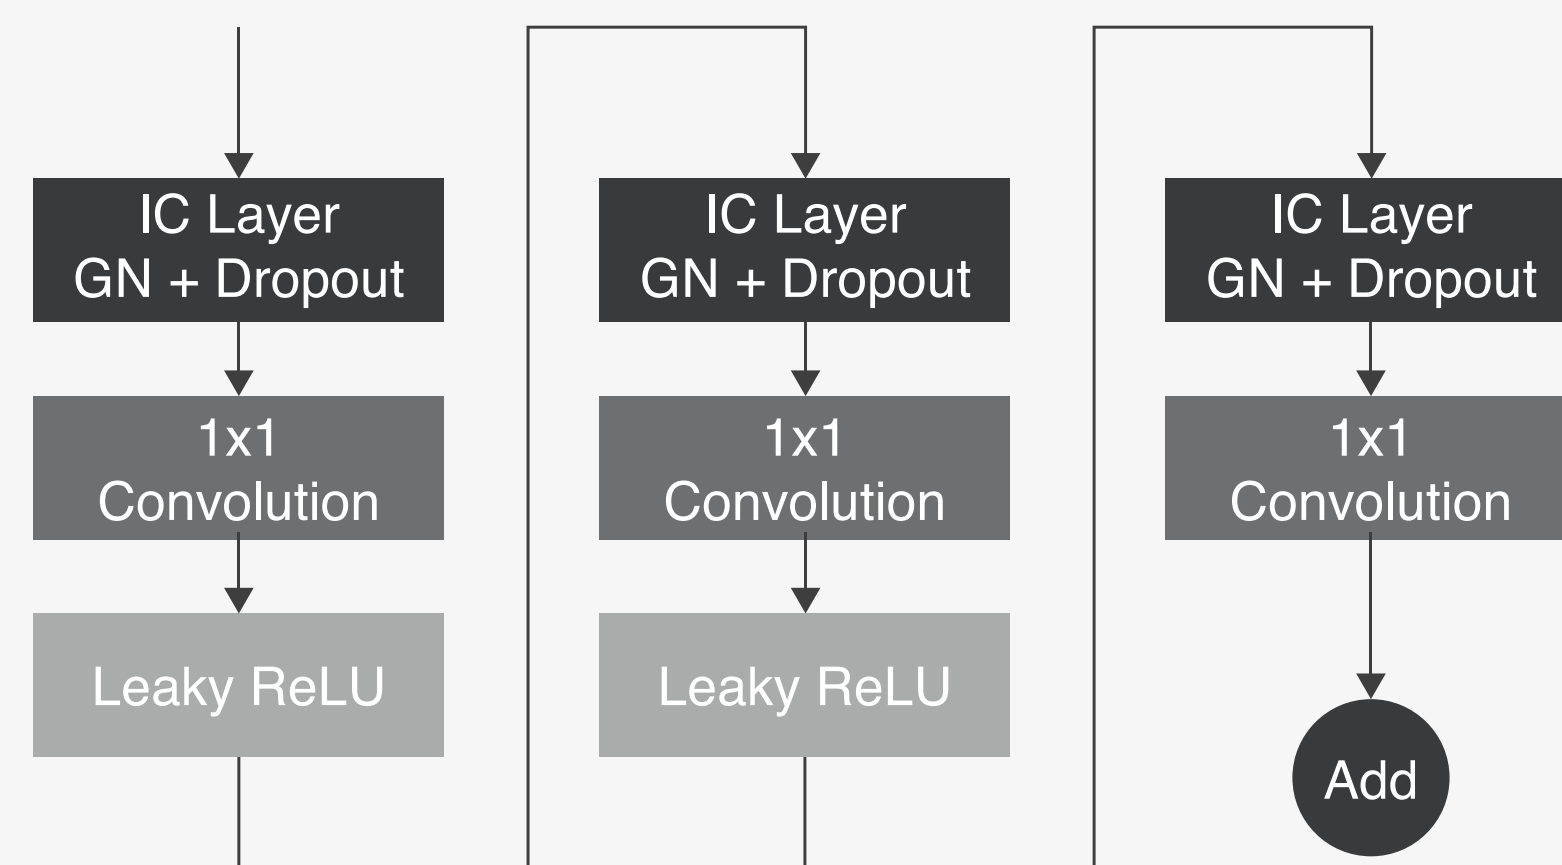 IC Layer
GN + Dropout
1x1
Convolution
Leaky ReLU
IC Layer
GN + Dropout
1x1
Convolution
Leaky ReLU
IC Layer
GN + Dropout
1x1
Convolution
Add